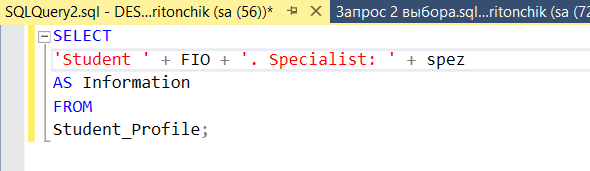 SQLQuery2.sql - DES...ritonchik (sa (56))* Запрос 2 выбора.sql...ritonchik (sa (72
SELECT
'Student ' + FIO + '. Specialist: ' + spez
AS Information
FROM
Student_Profile;